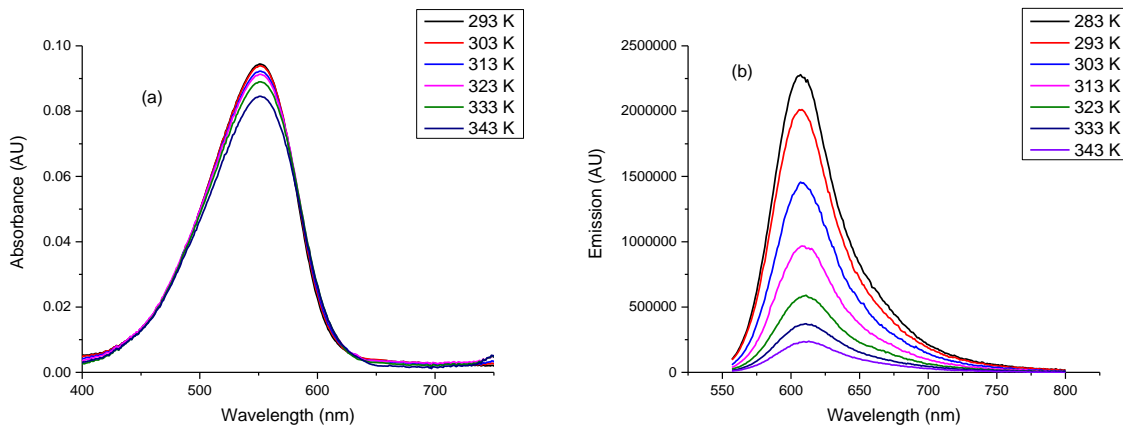 293 K
303 K
313 K
323 K
333 K
343 K
(a)
0.10
0.08
0.06
0.04
0.02
0.00
Absorbance (AU)
400 500 600 700
Wavelength (nm)
283 K
293 K
303 K
313 K
323 K
333 K
343 K
(b)
2500000
2000000
1500000
1000000
500000
0
Emission (AU)
550 600 650 700 750 800
Wavelength (nm)